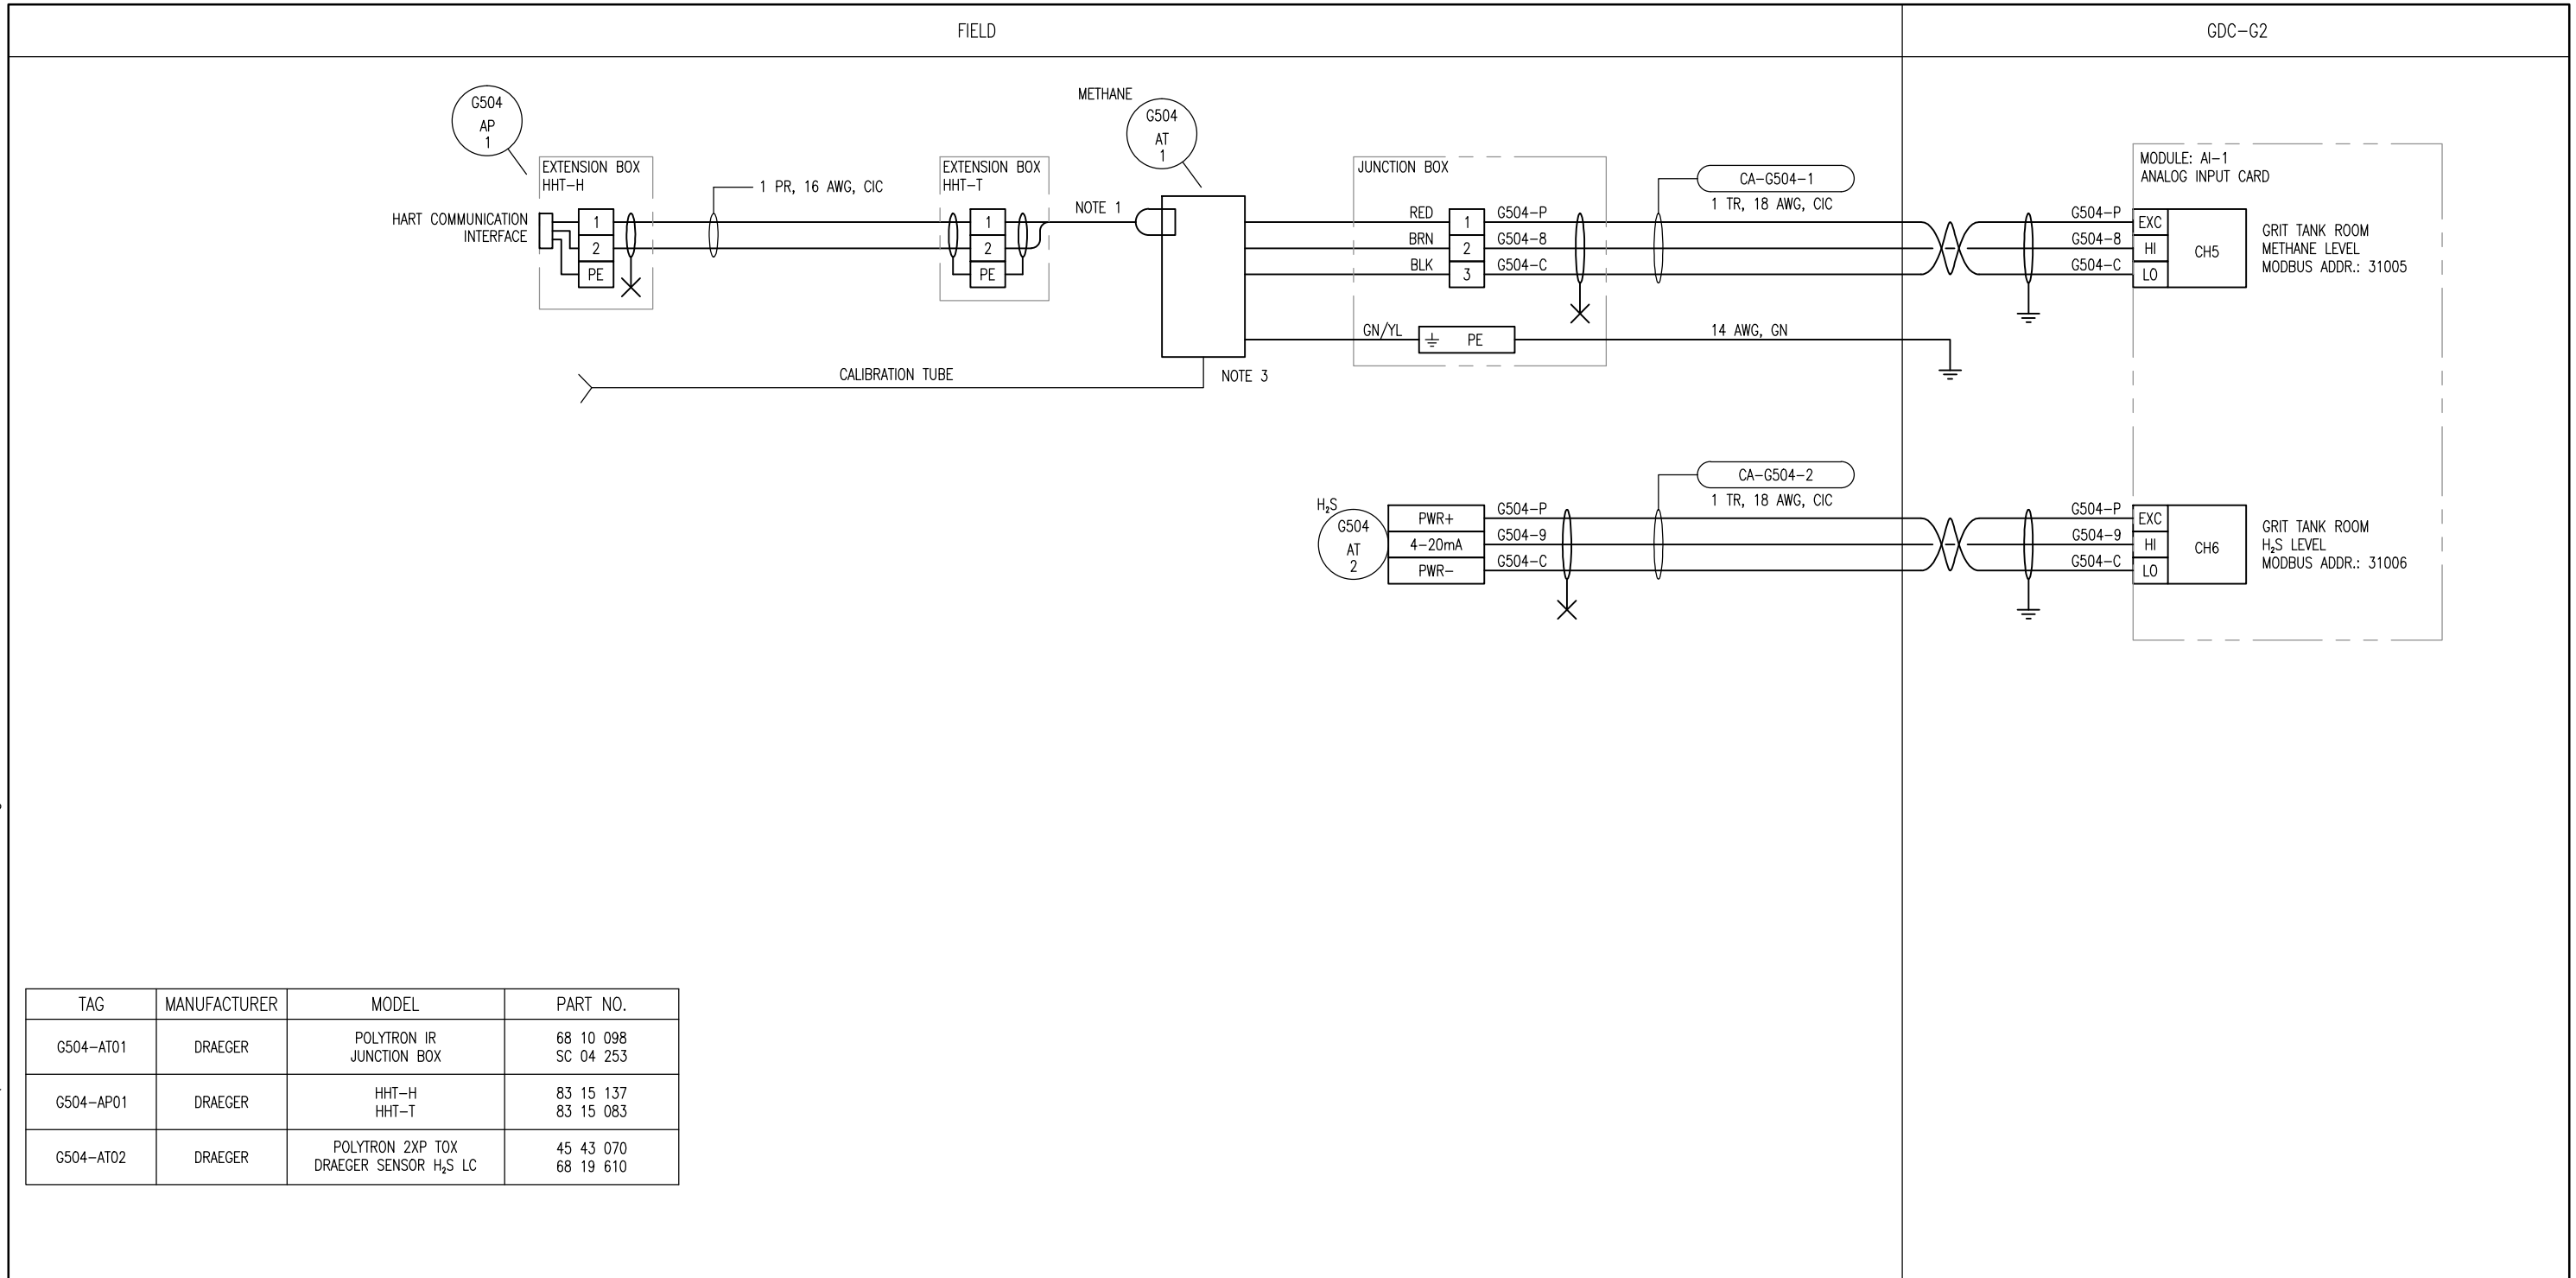 FIELD
GDC-G2
G504
AP
1
EXTENSION BOX
HHT-H
HART COMMUNICATION
INTERFACE
1
2
PE
1 PR, 16 AWG, CIC
EXTENSION BOX
HHT-T
1
2
PE
NOTE 1
METHANE
G504
AT
1
CALIBRATION TUBE
NOTE 3
JUNCTION BOX
RED
BRN
BLK
1
2
3
G504-P
G504-8
G504-C
GN/YL
PE
14 AWG, GN
CA-G504-1
1 TR, 18 AWG, CIC
G504-P
G504-8
G504-C
MODULE: AI-1
ANALOG INPUT CARD
EXC
HI
LO
CH5
GRIT TANK ROOM
METHANE LEVEL
MODBUS ADDR.: 31005
H₂S
G504
AT
2
PWR+
4-20mA
PWR-
G504-P
G504-9
G504-C
CA-G504-2
1 TR, 18 AWG, CIC
G504-P
G504-9
G504-C
EXC
HI
LO
CH6
GRIT TANK ROOM
H₂S LEVEL
MODBUS ADDR.: 31006
TAG MANUFACTURER MODEL PART NO.
G504-AT01 DRAEGER POLYTRON IR 68 10 098
JUNCTION BOX SC 04 253
G504-AP01 DRAEGER HHT-H 83 15 137
HHT-T 83 15 083
G504-AT02 DRAEGER POLYTRON 2XP TOX 45 43 070
DRAEGER SENSOR H₂S LC 68 19 610